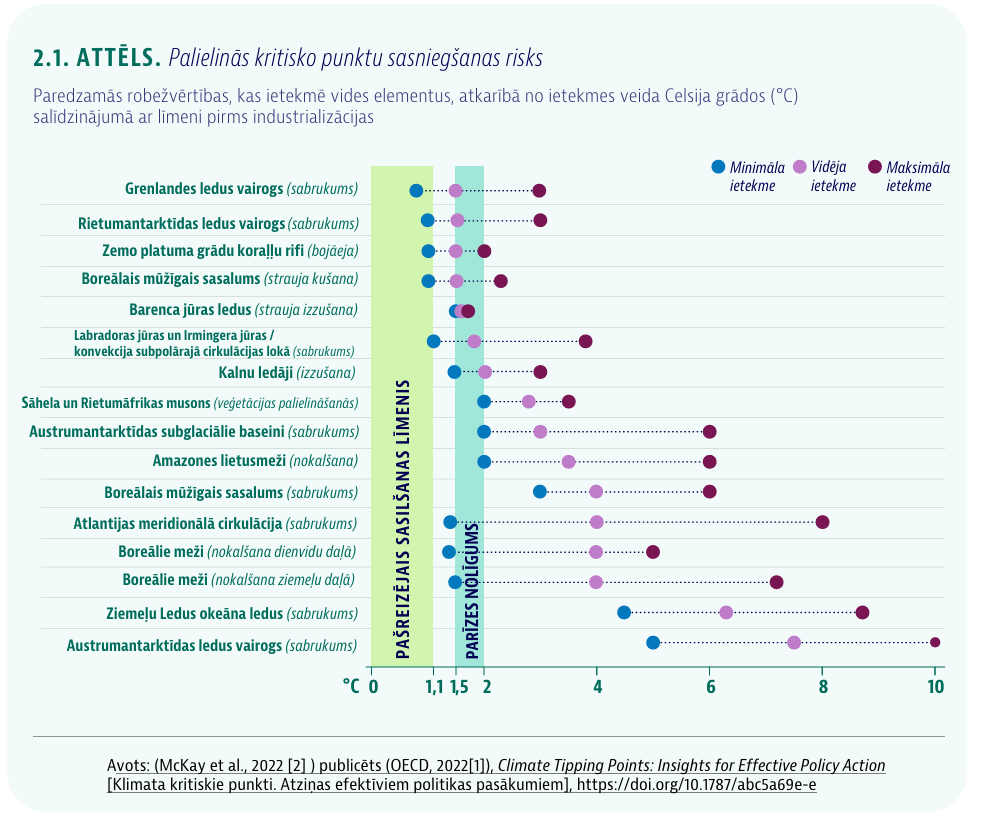 2.1. ATTĒLS. Palielinās kritisko punktu sasniegšanas risks
Paredzamās robežvērtības, kas ietekmē vides elementus, atkarībā no ietekmes veida Celsija grādos (°C)
salīdzinājumā ar līmeni pirms industrializācijas
Minimāla ietekme
Vidēja ietekme
Maksimāla ietekme
Grenlandes ledus vairogs (sabrukums)
Rietumantarktīdas ledus vairogs (sabrukums)
Zemo platuma grādu koraļļu rifi (bojāeja)
Boreālais mūžīgais sasalums (strauja kušana)
Barenca jūras ledus (strauja izzušana)
Labradoras jūras un Irmingera jūras /
konvekcija subpolārajā cirkulācijas lokā (sabrukums)
Kalnu ledāji (izzušana)
Sāhela un Rietumāfrikas musons (veģetācijas palielināšanās)
Austrumantarktīdas subglaciālie baseini (sabrukums)
Amazones lietusmeži (nokalšana)
Boreālais mūžīgais sasalums (sabrukums)
Atlantijas meridionālā cirkulācija (sabrukums)
Boreālie meži (nokalšana dienvidu daļā)
Boreālie meži (nokalšana ziemeļu daļā)
Ziemeļu Ledus okeāna ledus (sabrukums)
Austrumantarktīdas ledus vairogs (sabrukums)
PAŠREIZĒJAIS SASILŠANAS LĪMENIS
PARĪZES NOLĪGUMS
°C 0 1,1 1,5 2 4 6 8 10
Avots: (McKay et al., 2022 [2] ) publicēts (OECD, 2022[1]), Climate Tipping Points: Insights for Effective Policy Action
[Klimata kritiskie punkti. Atziņas efektīviem politikas pasākumiem], https://doi.org/10.1787/abc5a69e-e